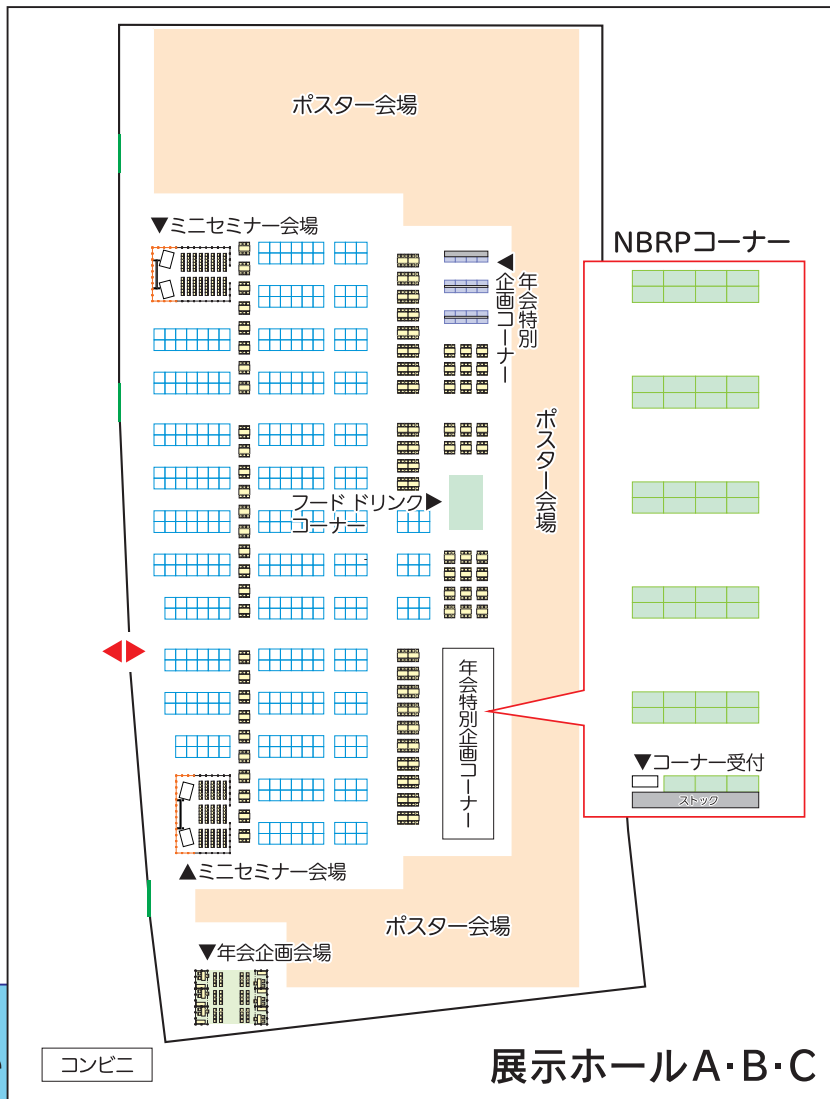 ポスター会場
▼ミニセミナー会場
NBRPコーナー
◀年会特別
企画コーナー
ポスター会場
フード ドリンク▶
コーナー
年会特別企画コーナー
▼コーナー受付
ストック
▲ミニセミナー会場
ポスター会場
▼年会企画会場
コンビニ
展示ホールA・B・C